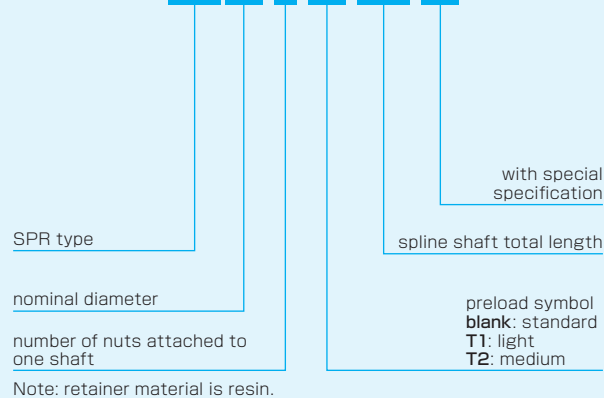 with special
specification
SPR type
spline shaft total length
nominal diameter
preload symbol
blank: standard
T1: light
T2: medium
number of nuts attached to
one shaft
Note: retainer material is resin.